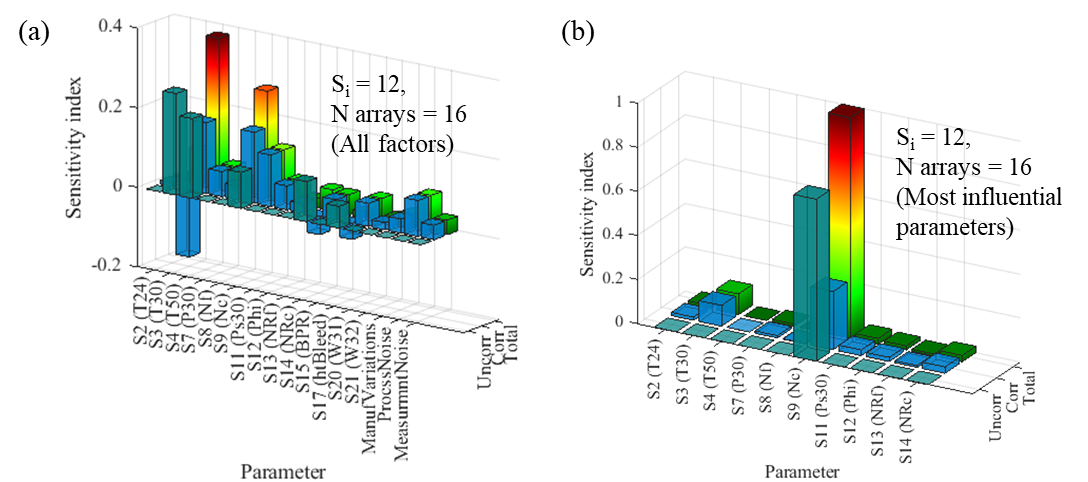 (a)
0.4
0.2
0
-0.2
Sensitivity index
Si = 12,
N arrays = 16
(All factors)
S2 (T24)
S3 (T30)
S4 (T50)
S7 (P30)
S8 (Nf)
S9 (Nc)
S11 (Ps30)
S12 (Phi)
S13 (NRf)
S14 (NRc)
S15 (BPR)
S17 (htBleed)
S20 (W31)
S21 (W32)
ManufVariations
ProcssNoise
MeasurmntNoise
Uncorr
Corr
Total
Parameter
(b)
1
0.8
0.6
0.4
0.2
0
Sensitivity index
Si = 12,
N arrays = 16
(Most influential
parameters)
S2 (T24)
S3 (T30)
S4 (T50)
S7 (P30)
S8 (Nf)
S9 (Nc)
S11 (Ps30)
S12 (Phi)
S13 (NRf)
S14 (NRc)
Uncorr
Corr
Total
Parameter